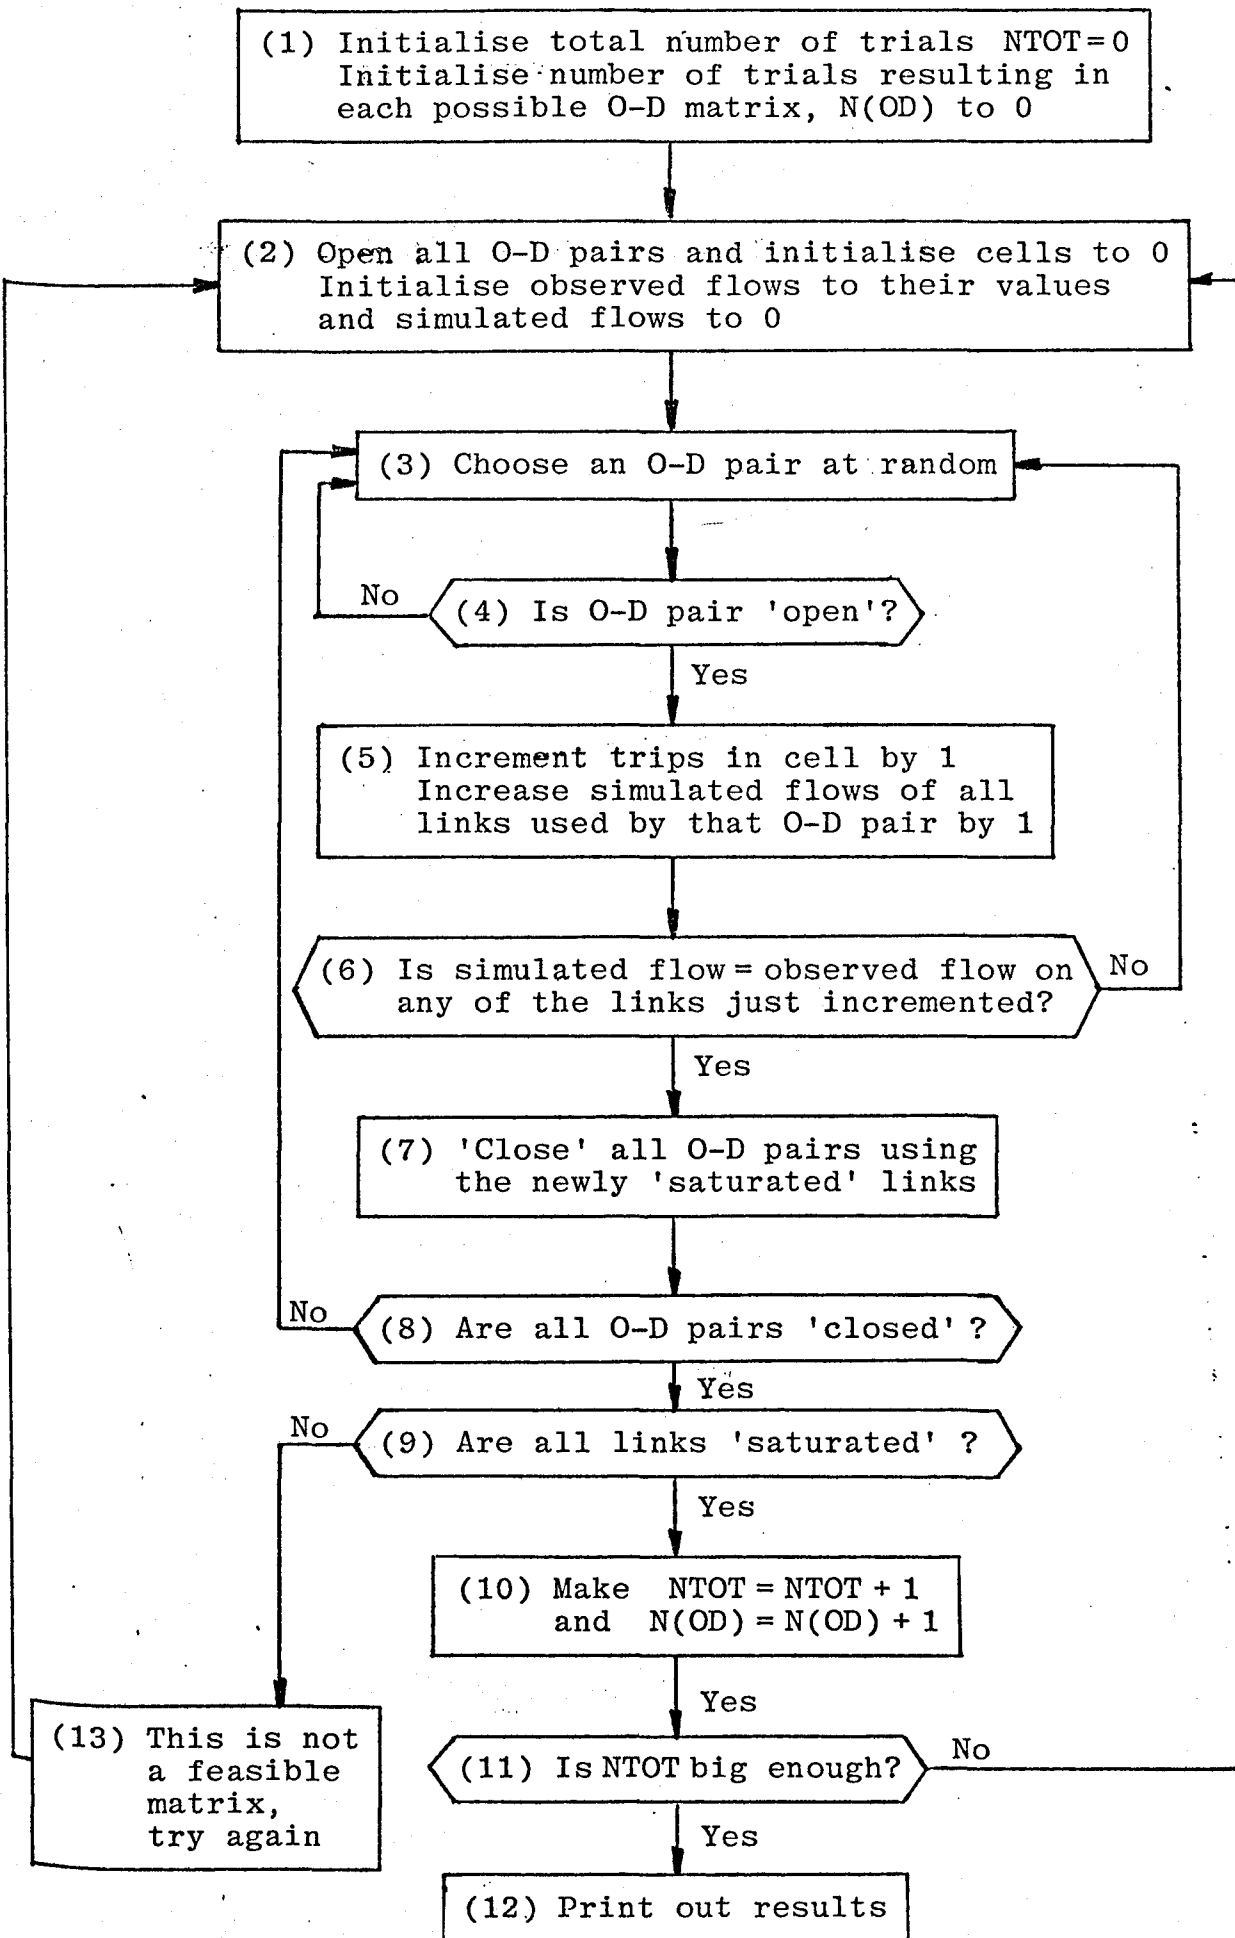 (1) Initialise total number of trials NTOT=0
Initialise number of trials resulting in
each possible O-D matrix, N(OD) to 0
(2) Open all O-D pairs and initialise cells to 0
Initialise observed flows to their values
and simulated flows to 0
(3) Choose an O-D pair at random
No
(4) Is O-D pair 'open'?
Yes
(5) Increment trips in cell by 1
Increase simulated flows of all
links used by that O-D pair by 1
(6) Is simulated flow = observed flow on
any of the links just incremented?
No
Yes
(7) 'Close' all O-D pairs using
the newly 'saturated' links
No
(8) Are all O-D pairs 'closed' ?
Yes
No
(9) Are all links 'saturated' ?
Yes
(10) Make NTOT = NTOT + 1
and N(OD) = N(OD) + 1
Yes
(13) This is not
a feasible
matrix,
try again
(11) Is NTOT big enough?
No
Yes
(12) Print out results